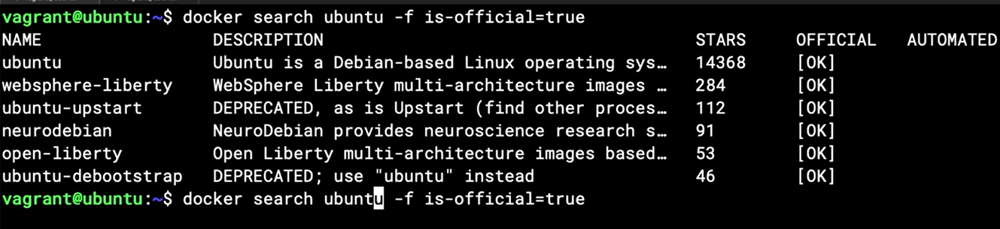 vagrant@ubuntu:~$ docker search ubuntu -f is-official=true
NAME DESCRIPTION STARS OFFICIAL AUTOMATED
ubuntu Ubuntu is a Debian-based Linux operating sys… 14368 [OK]
websphere-liberty WebSphere Liberty multi-architecture images … 284 [OK]
ubuntu-upstart DEPRECATED, as is Upstart (find other proces… 112 [OK]
neurodebian NeuroDebian provides neuroscience research s… 91 [OK]
open-liberty Open Liberty multi-architecture images based… 53 [OK]
ubuntu-debootstrap DEPRECATED; use "ubuntu" instead 46 [OK]
vagrant@ubuntu:~$ docker search ubuntu -f is-official=true